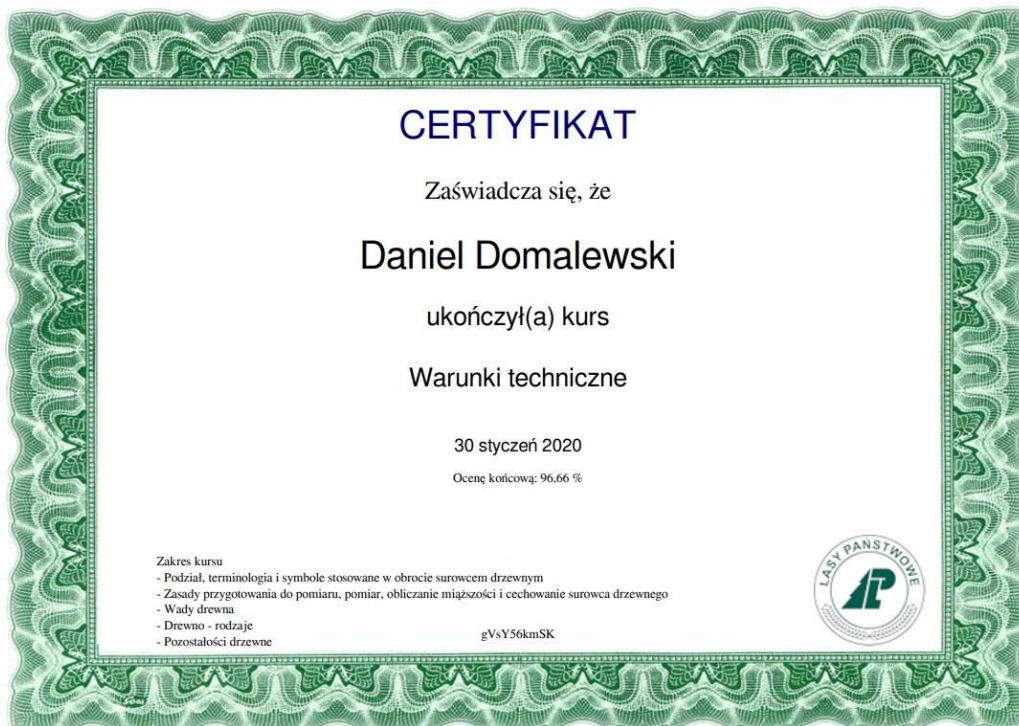 CERTYFIKAT
Zaświadcza się, że
Daniel Domalewski
ukończył(a) kurs
Warunki techniczne
30 styczeń 2020
Ocenę końcową: 96,66 %
Zakres kursu
- Podział, terminologia i symbole stosowane w obrocie surowcem drzewnym
- Zasady przygotowania do pomiaru, pomiar, obliczanie miąższości i cechowanie surowca drzewnego
- Wady drewna
- Drewno - rodzaje
- Pozostałości drzewne
gVsY56kmSK
LASY PAŃSTWOWE
LP